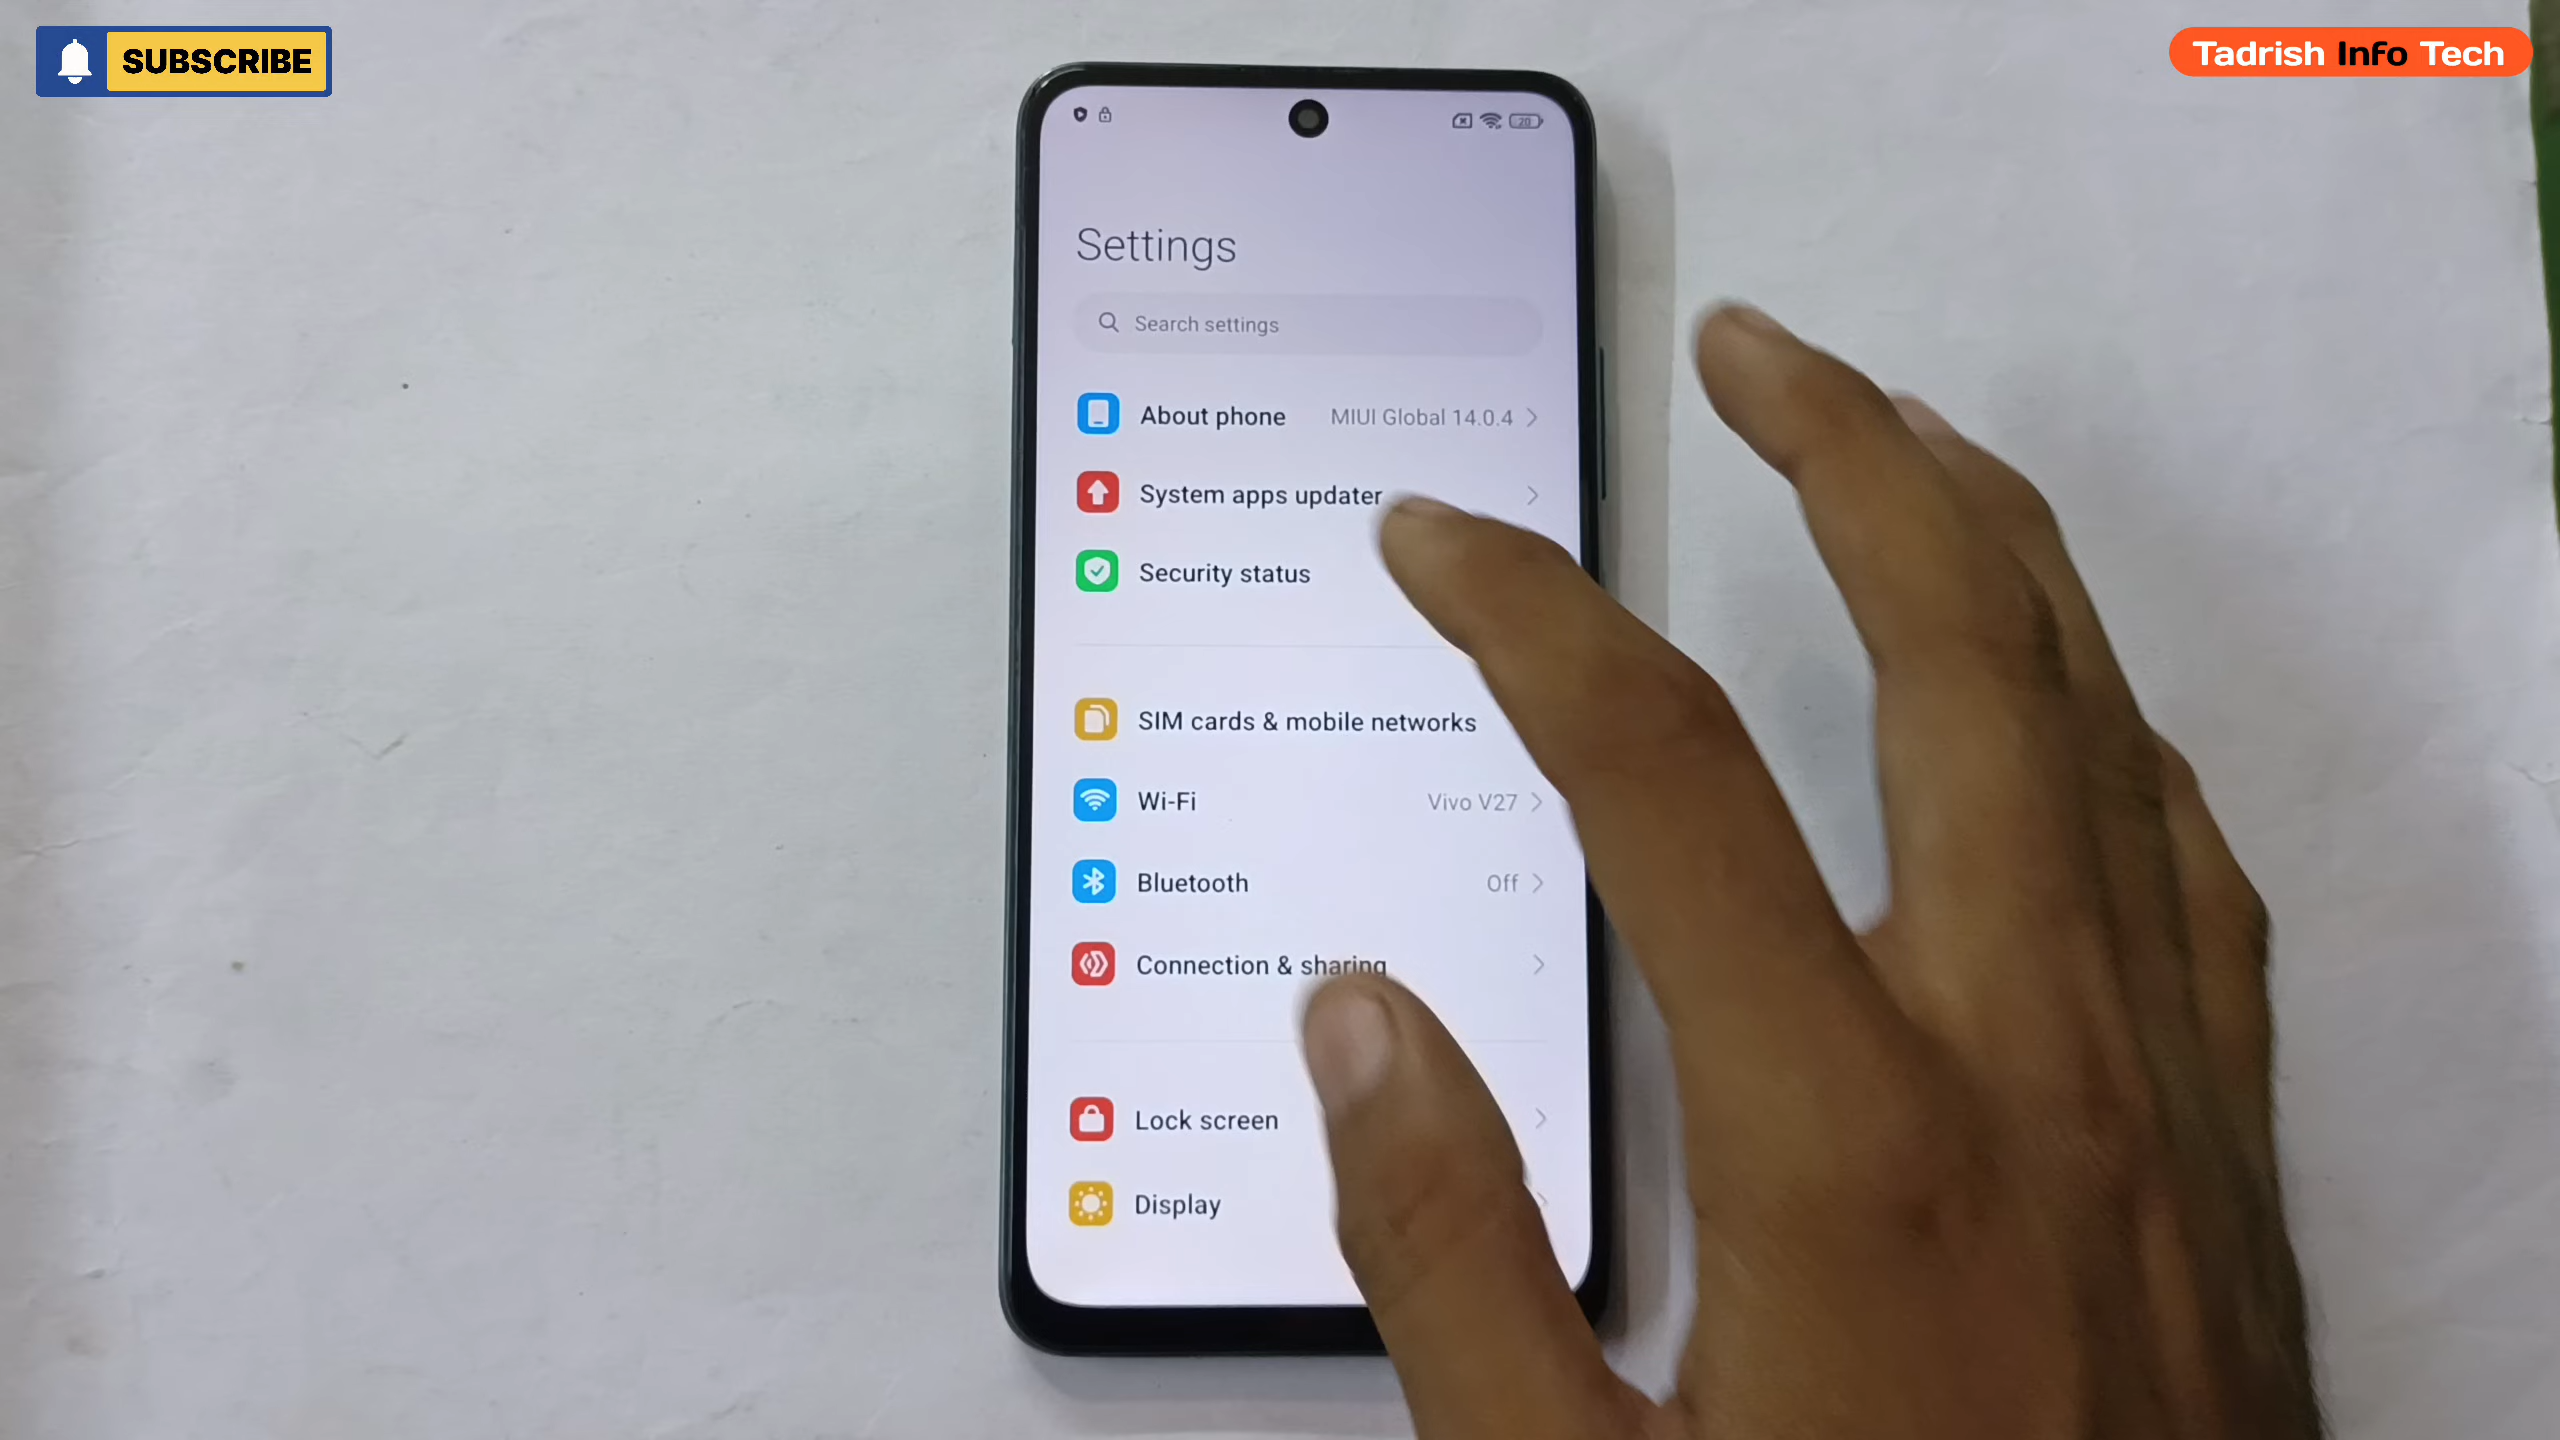 SUBSCRIBE
Tadrish Info Tech
20
Settings
Search settings
About phone MIUI Global 14.0.4
System apps updater
Security status
SIM cards & mobile networks
Wi-Fi Vivo V27
Bluetooth Off
Connection & sharing
Lock screen
Display